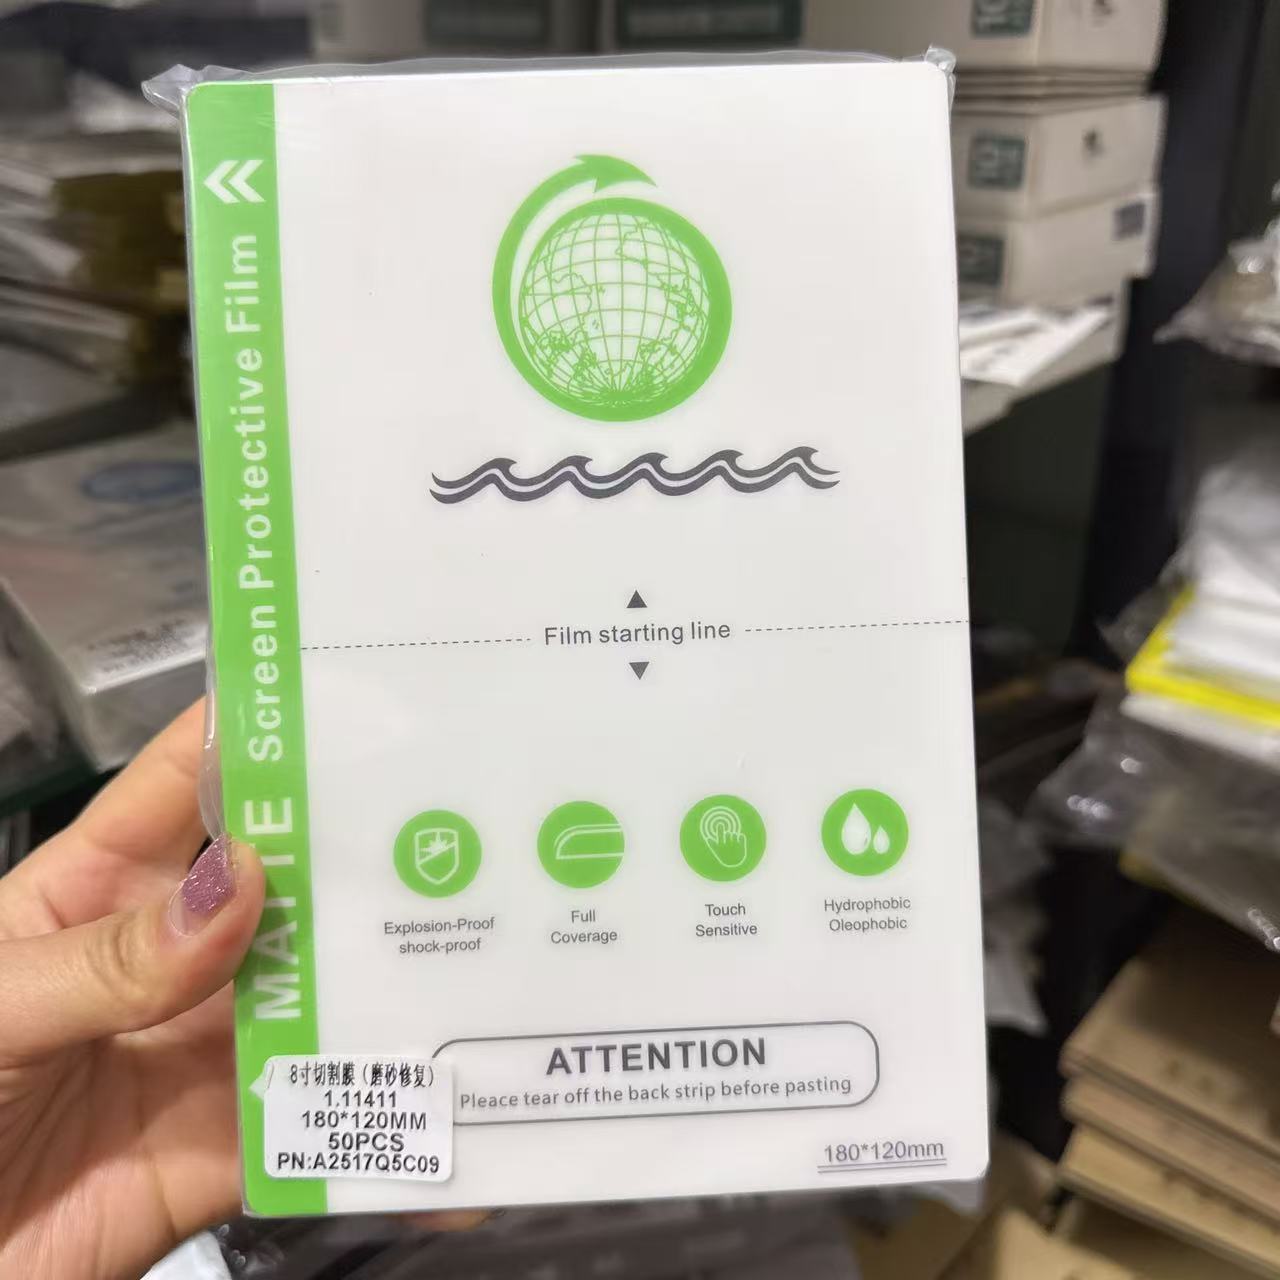 MATTE Screen Protective Film
Film starting line
Explosion-Proof
shock-proof
Full
Coverage
Touch
Sensitive
Hydrophobic
Oleophobic
ATTENTION
Pleace tear off the back strip before pasting
180*120mm
8寸切割膜（磨砂修复）
1.11411
180*120MM
50PCS
PN:A2517Q5C09